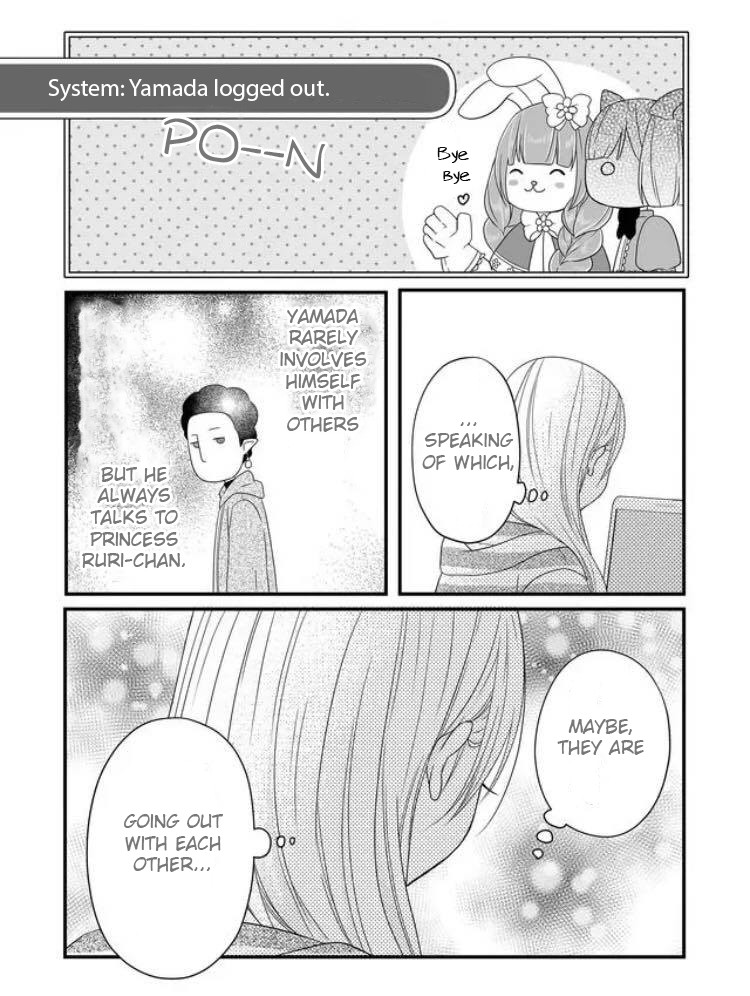 System: Yamada logged out.
PO--N
Bye
Bye
...
SPEAKING
OF WHICH,
YAMADA
RARELY
INVOLVES
HIMSELF
WITH
OTHERS
BUT HE
ALWAYS
TALKS TO
PRINCESS
RURI-CHAN.
MAYBE,
THEY ARE
GOING OUT
WITH EACH
OTHER...